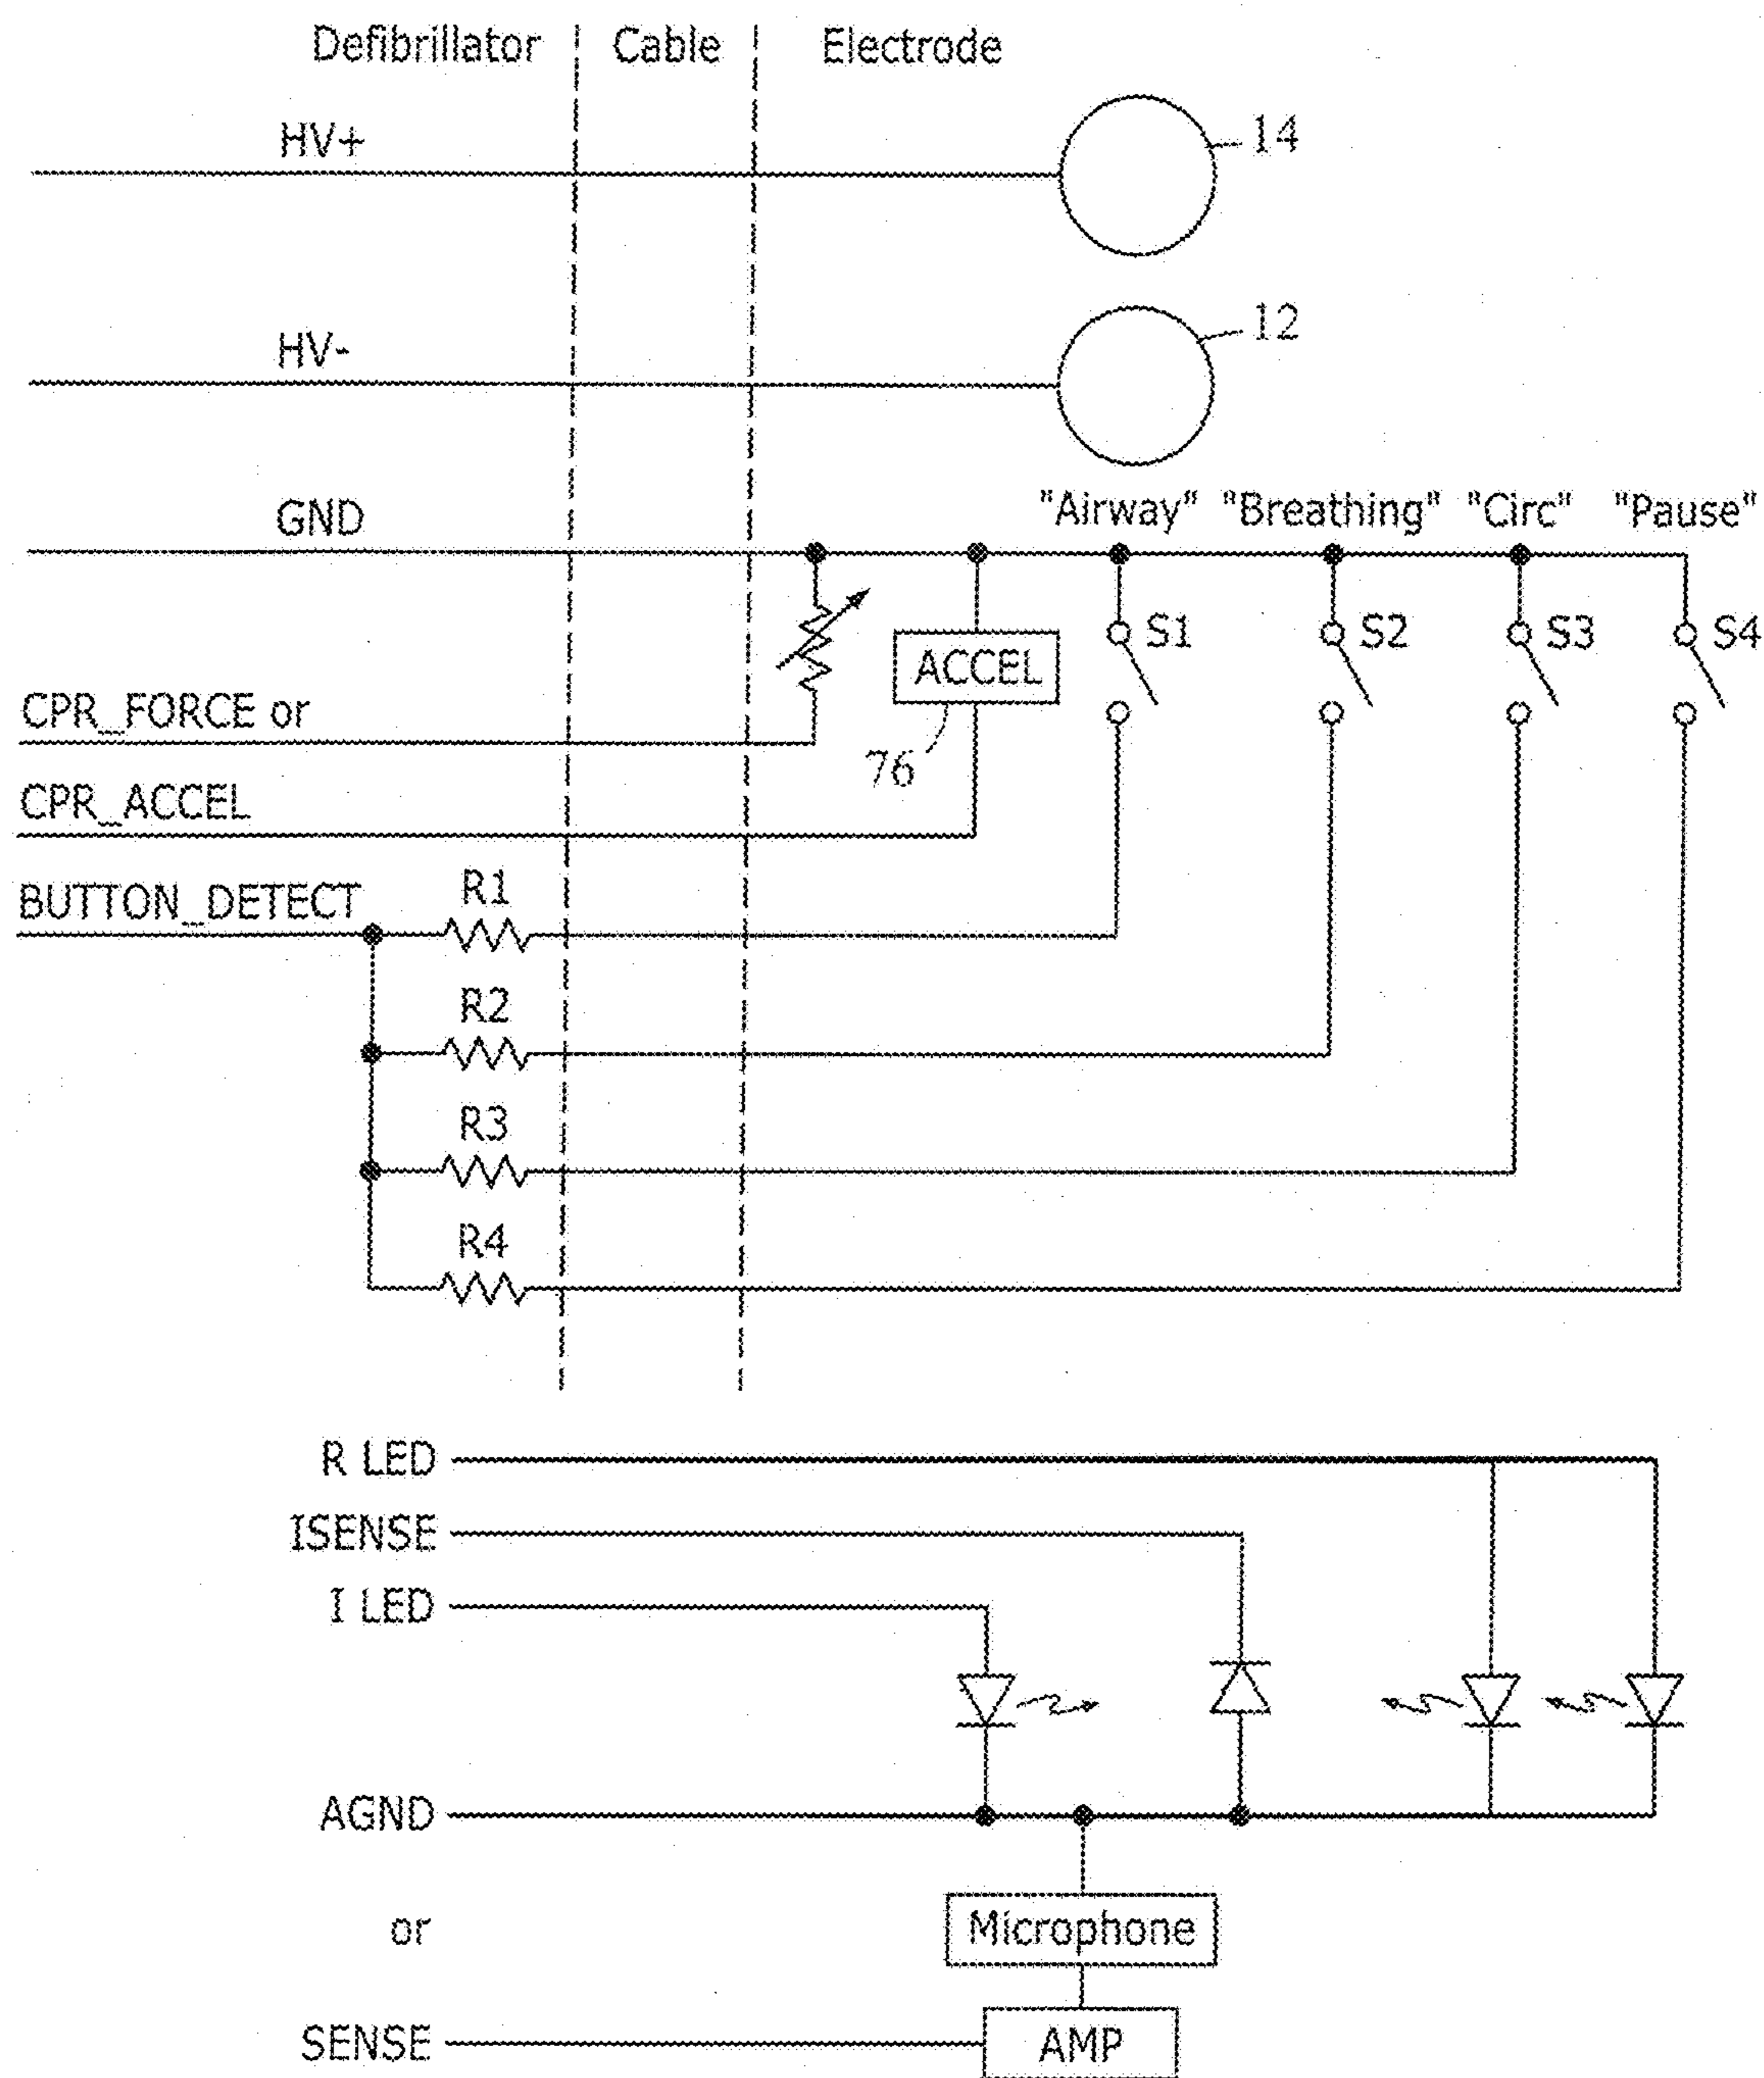 Defibrillator Cable Electrode
HV+
14
HV-
12
GND
"Airway" "Breathing" "Circ" "Pause"
S1 S2 S3 S4
ACCEL
CPR_FORCE or
76
CPR_ACCEL
BUTTON_DETECT
R1
R2
R3
R4
R LED
ISENSE
I LED
AGND
or
Microphone
SENSE
AMP